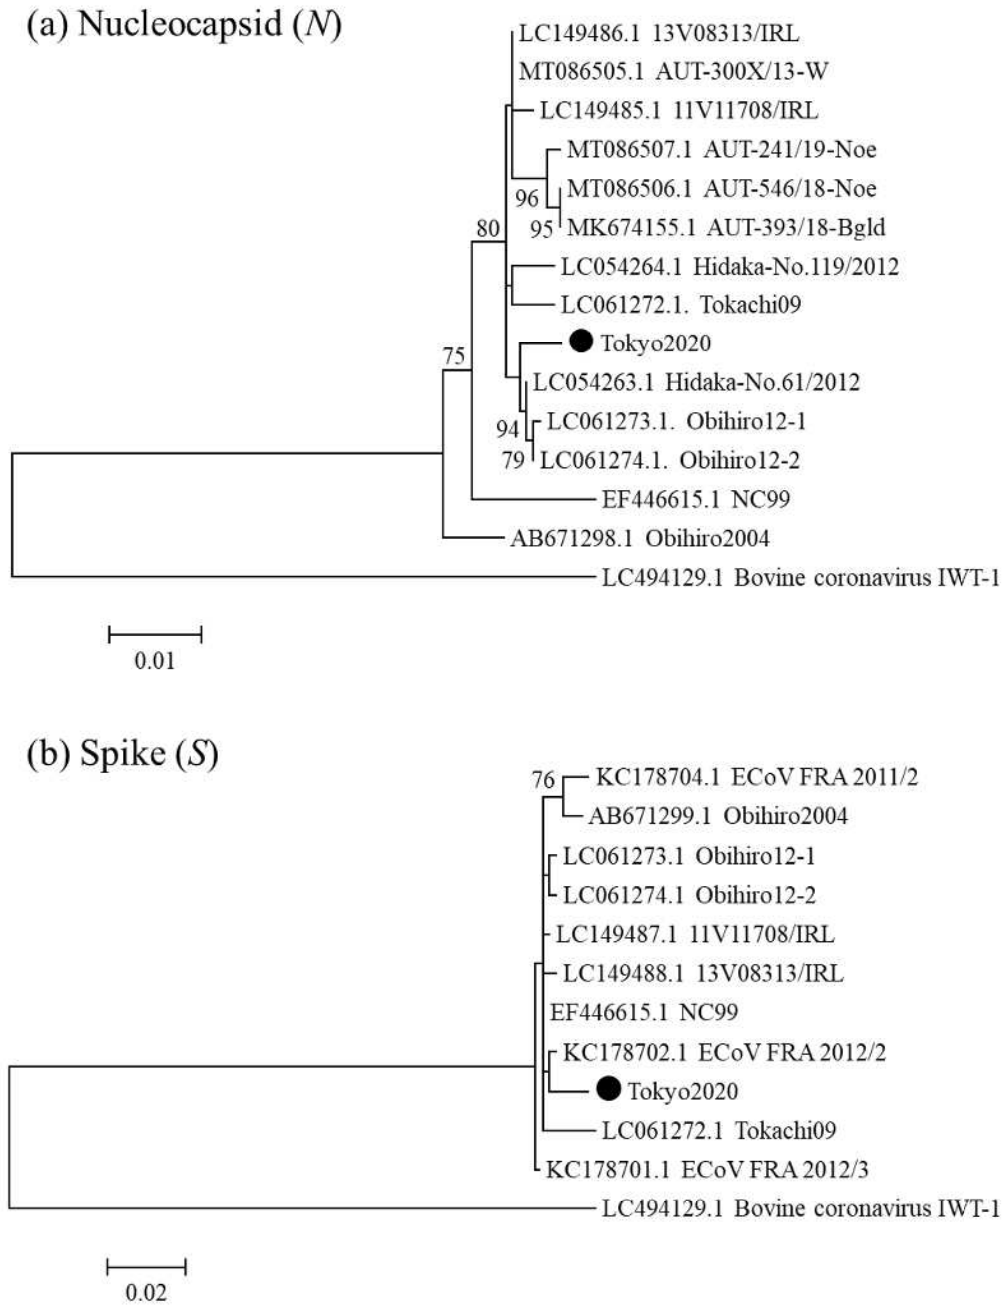 (a) Nucleocapsid (N)
LC149486.1 13V08313/IRL
MT086505.1 AUT-300X/13-W
LC149485.1 11V11708/IRL
MT086507.1 AUT-241/19-Noe
MT086506.1 AUT-546/18-Noe
96
95 MK674155.1 AUT-393/18-Bgld
80
LC054264.1 Hidaka-No.119/2012
LC061272.1. Tokachi09
Tokyo2020
75
LC054263.1 Hidaka-No.61/2012
LC061273.1. Obihiro12-1
94
79 LC061274.1. Obihiro12-2
EF446615.1 NC99
AB671298.1 Obihiro2004
LC494129.1 Bovine coronavirus IWT-1
0.01
(b) Spike (S)
76 KC178704.1 ECoV FRA 2011/2
AB671299.1 Obihiro2004
LC061273.1 Obihiro12-1
LC061274.1 Obihiro12-2
LC149487.1 11V11708/IRL
LC149488.1 13V08313/IRL
EF446615.1 NC99
KC178702.1 ECoV FRA 2012/2
Tokyo2020
LC061272.1 Tokachi09
KC178701.1 ECoV FRA 2012/3
LC494129.1 Bovine coronavirus IWT-1
0.02